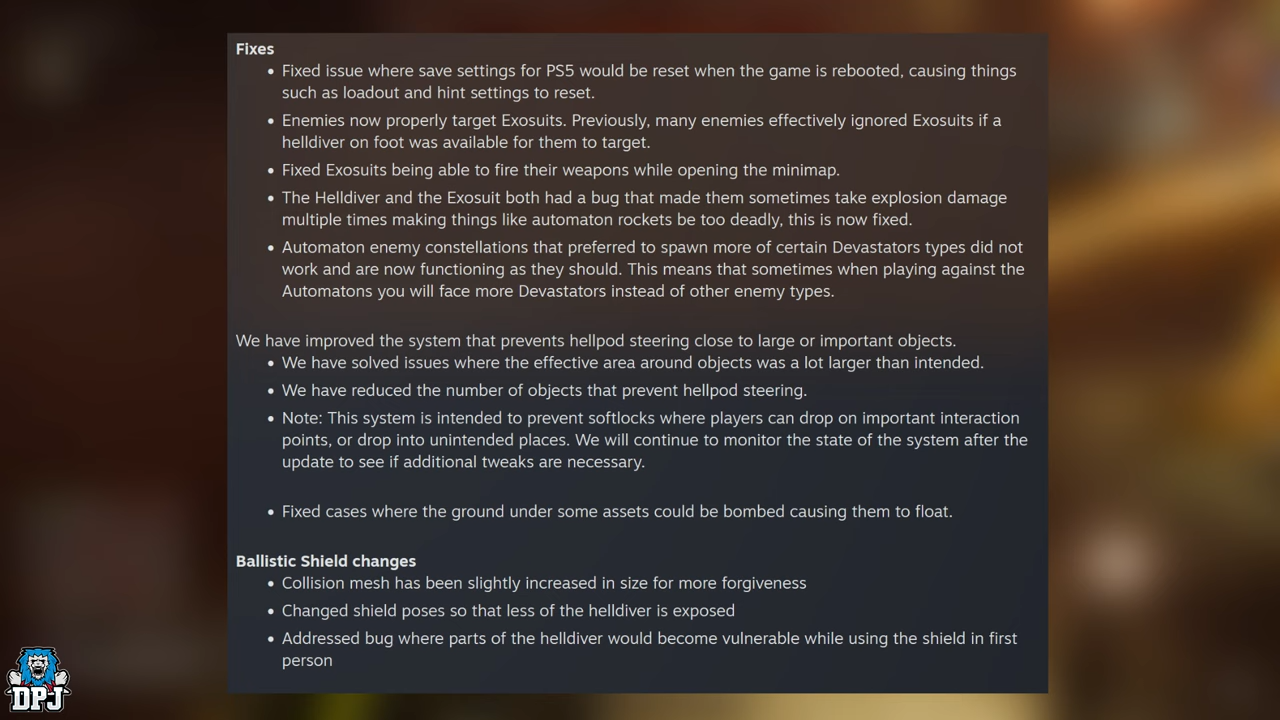 Fixes
• Fixed issue where save settings for PS5 would be reset when the game is rebooted, causing things
such as loadout and hint settings to reset.
• Enemies now properly target Exosuits. Previously, many enemies effectively ignored Exosuits if a
helldiver on foot was available for them to target.
• Fixed Exosuits being able to fire their weapons while opening the minimap.
• The Helldiver and the Exosuit both had a bug that made them sometimes take explosion damage
multiple times making things like automaton rockets be too deadly, this is now fixed.
• Automaton enemy constellations that preferred to spawn more of certain Devastators types did not
work and are now functioning as they should. This means that sometimes when playing against the
Automatons you will face more Devastators instead of other enemy types.
We have improved the system that prevents hellpod steering close to large or important objects.
• We have solved issues where the effective area around objects was a lot larger than intended.
• We have reduced the number of objects that prevent hellpod steering.
• Note: This system is intended to prevent softlocks where players can drop on important interaction
points, or drop into unintended places. We will continue to monitor the state of the system after the
update to see if additional tweaks are necessary.
• Fixed cases where the ground under some assets could be bombed causing them to float.
Ballistic Shield changes
• Collision mesh has been slightly increased in size for more forgiveness
• Changed shield poses so that less of the helldiver is exposed
• Addressed bug where parts of the helldiver would become vulnerable while using the shield in first
person
DPJ